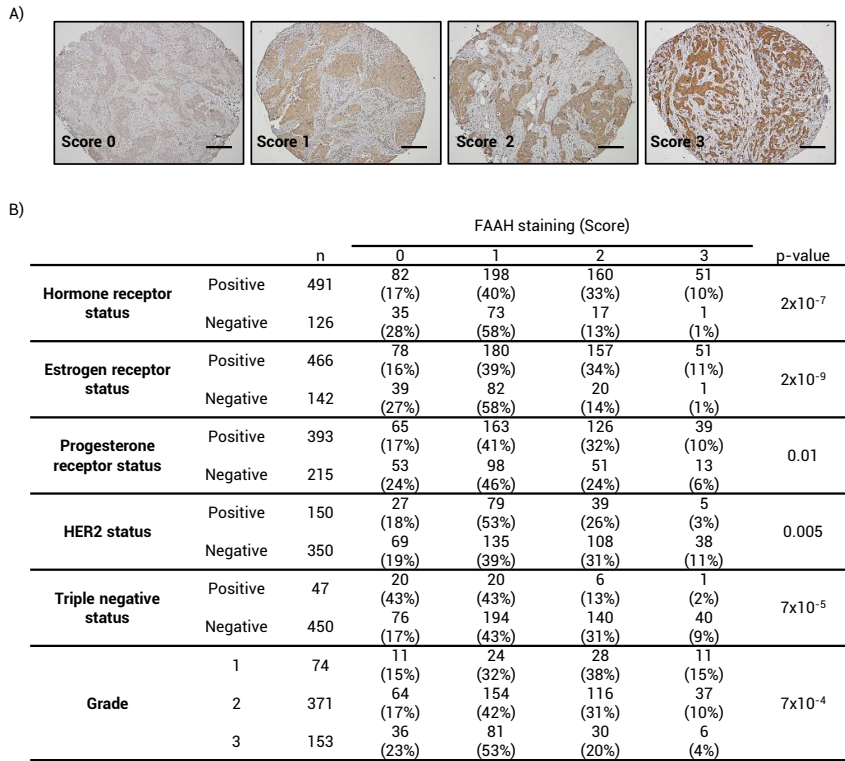 A)
Score 0 Score 1 Score 2 Score 3
B)
FAAH staining (Score)
n 0 1 2 3 p-value
Hormone receptor status
Positive 491 82 (17%) 198 (40%) 160 (33%) 51 (10%)
2x10-7
Negative 126 35 (28%) 73 (58%) 17 (13%) 1 (1%)
Estrogen receptor status
Positive 466 78 (16%) 180 (39%) 157 (34%) 51 (11%)
2x10-9
Negative 142 39 (27%) 82 (58%) 20 (14%) 1 (1%)
Progesterone receptor status
Positive 393 65 (17%) 163 (41%) 126 (32%) 39 (10%)
0.01
Negative 215 53 (24%) 98 (46%) 51 (24%) 13 (6%)
HER2 status
Positive 150 27 (18%) 79 (53%) 39 (26%) 5 (3%)
0.005
Negative 350 69 (19%) 135 (39%) 108 (31%) 38 (11%)
Triple negative status
Positive 47 20 (43%) 20 (43%) 6 (13%) 1 (2%)
7x10-5
Negative 450 76 (17%) 194 (43%) 140 (31%) 40 (9%)
Grade
1 74 11 (15%) 24 (32%) 28 (38%) 11 (15%)
2 371 64 (17%) 154 (42%) 116 (31%) 37 (10%)
7x10-4
3 153 36 (23%) 81 (53%) 30 (20%) 6 (4%)